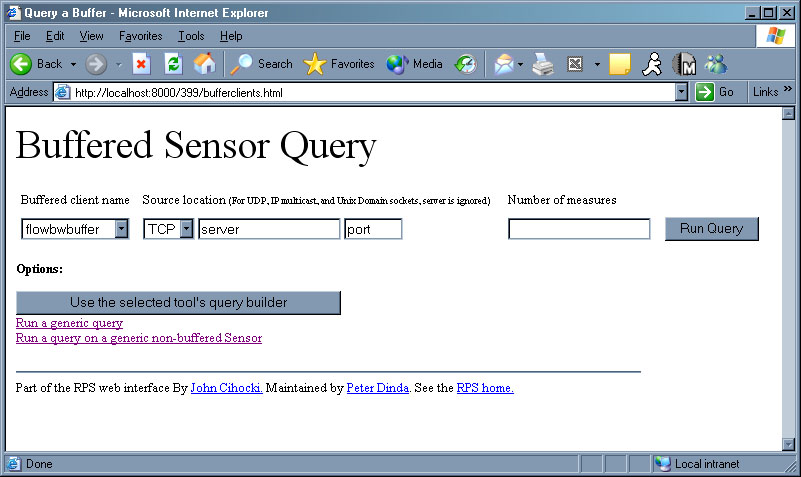 Query a Buffer - Microsoft Internet Explorer
File Edit View Favorites Tools Help
Back Search Favorites Media
Address http://localhost:8000/399/bufferclients.html Go Links »
Buffered Sensor Query
Buffered client name Source location (For UDP, IP multicast, and Unix Domain sockets, server is ignored) Number of measures
flowbwbuffer TCP server port Run Query
Options:
Use the selected tool's query builder
Run a generic query
Run a query on a generic non-buffered Sensor
Part of the RPS web interface By John Cihocki. Maintained by Peter Dinda. See the RPS home.
Done Local intranet